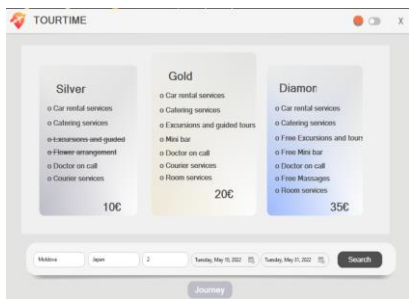 TOURTIME
X
Silver
o Car rental services
o Catering services
o Excursions and guided
o Flower arrangement
o Doctor on call
o Courier services
10€
Gold
o Car rental services
o Catering services
o Excursions and guided tours
o Mini bar
o Doctor on call
o Courier services
o Room services
20€
Diamon
o Car rental services
o Catering services
o Free Excursions and tours
o Free Mini bar
o Doctor on call
o Free Massages
o Room services
35€
Moldova
Japan
2
Tuesday, May 10, 2022
Tuesday, May 31, 2022
Search
Journey